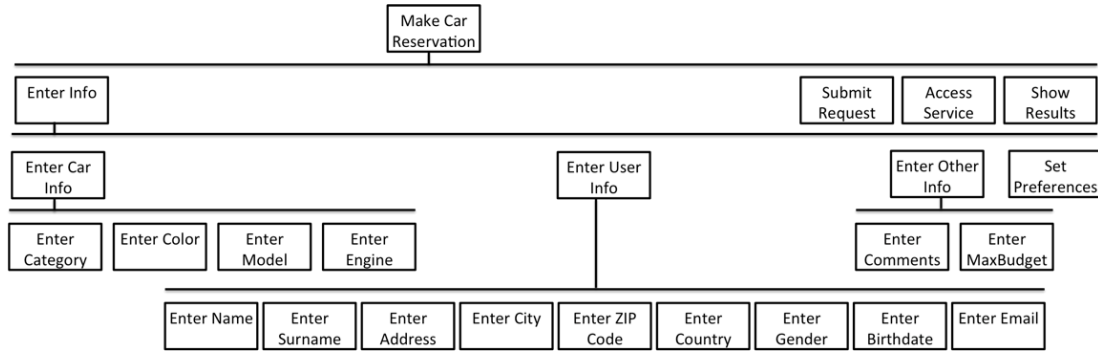 Make Car
Reservation
Enter Info
Submit
Request
Access
Service
Show
Results
Enter Car
Info
Enter User
Info
Enter Other
Info
Set
Preferences
Enter
Category
Enter Color
Enter
Model
Enter
Engine
Enter
Comments
Enter
MaxBudget
Enter Name
Enter
Surname
Enter
Address
Enter City
Enter ZIP
Code
Enter
Country
Enter
Gender
Enter
Birthdate
Enter Email